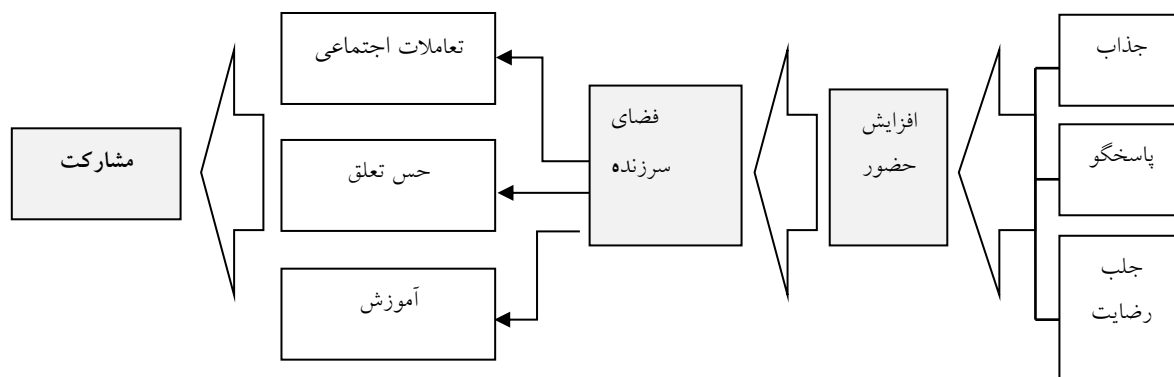 جذاب
پاسخگو
جلب
رضایت
افزایش
حضور
فضای
سرزنده
تعاملات اجتماعی
حس تعلق
آموزش
مشارکت